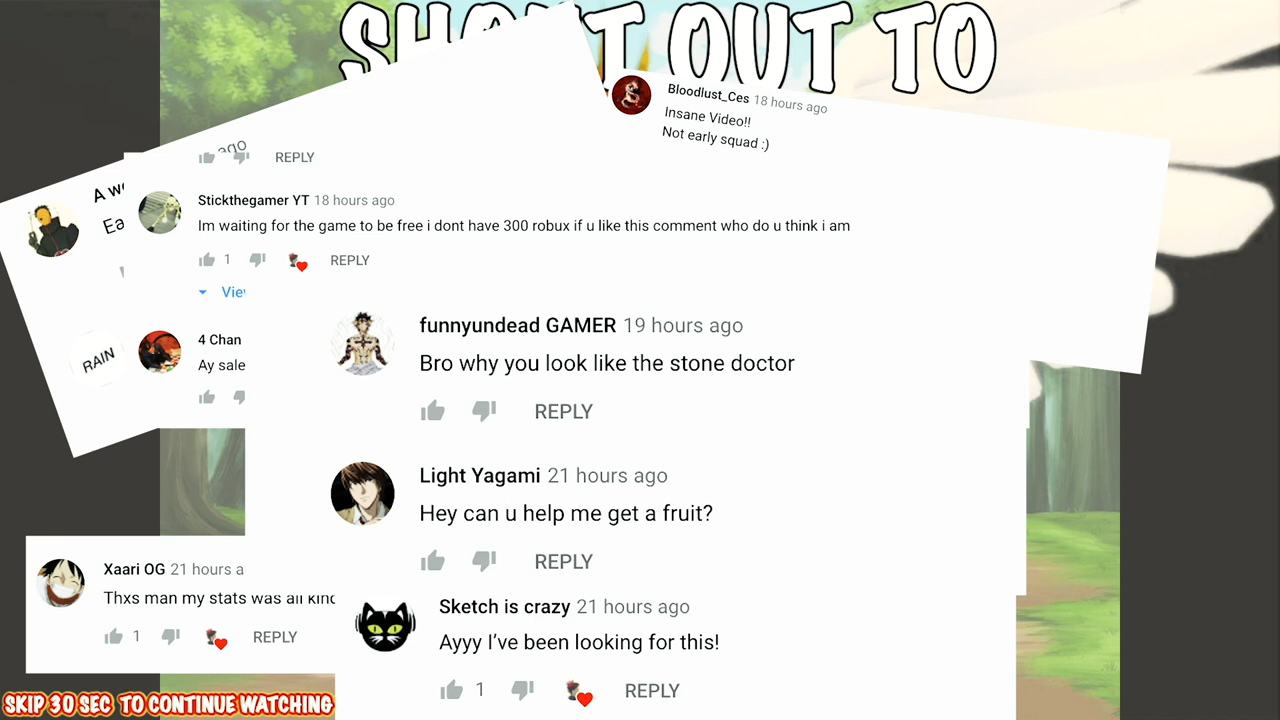 SHOUT OUT TO
Bloodlust_Ces 18 hours ago
Insane Video!!
Not early squad :)
ago
REPLY
Stickthegamer YT 18 hours ago
Im waiting for the game to be free i dont have 300 robux if u like this comment who do u think i am
1 REPLY
RAIN
4 Chan
Ay sale
funnyundead GAMER 19 hours ago
Bro why you look like the stone doctor
REPLY
Light Yagami 21 hours ago
Hey can u help me get a fruit?
REPLY
Xaari OG 21 hours a
Thxs man my stats was all kind
1 REPLY
Sketch is crazy 21 hours ago
Ayyy I've been looking for this!
1 REPLY
SKIP 30 SEC TO CONTINUE WATCHING